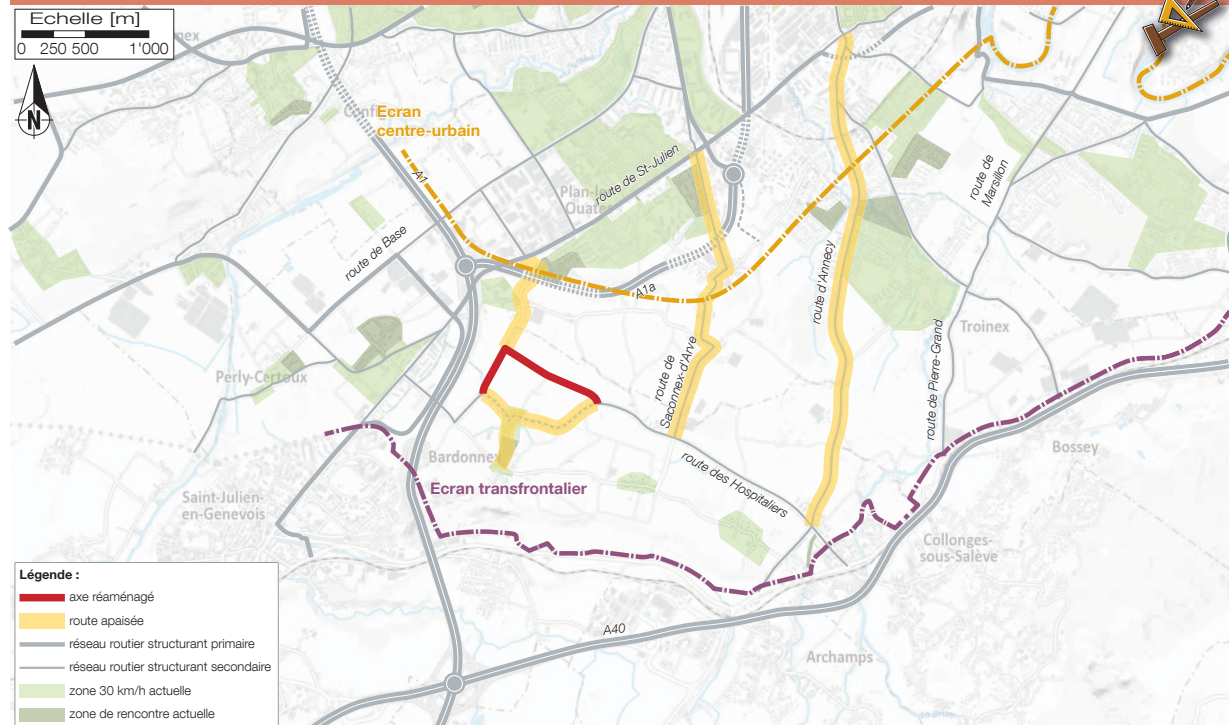 Echelle [m]
0 250 500 1'000
N
Ecran
centre-urbain
A1
Plan-les-
Ouates
route de St-Julien
route de Base
route de
Marsillon
A1a
route d'Annecy
route de
Saconnex-d'Arve
route de Pierre-Grand
Troinex
Perly-Certoux
Bardonnex
Bossey
route des Hospitaliers
Ecran transfrontalier
Saint-Julien-
en-Genevois
Collonges-
sous-Salève
A40
Archamps
Légende :
axe réaménagé
route apaisée
réseau routier structurant primaire
réseau routier structurant secondaire
zone 30 km/h actuelle
zone de rencontre actuelle